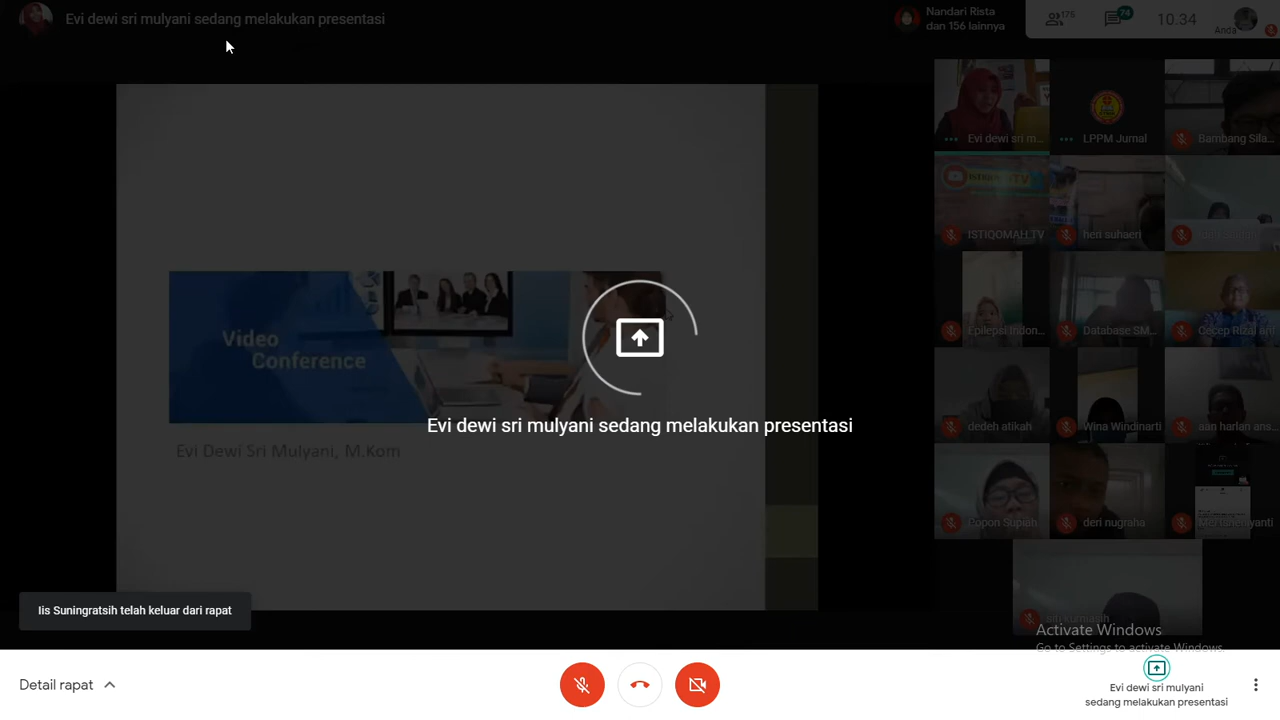 Evi dewi sri mulyani sedang melakukan presentasi
Nandari Rista
dan 156 lainnya
175
74
10.34
Anda
Evi dewi sri m...
LPPM Jurnal
Bambang Sila...
ISTIQOMAH.TV
heri suhaeri
Epilepsi Indon...
Database SM...
Cecep Rizal anf
dedeh atikah
Wina Windinarti
aan harlan ans...
Copon Supiah
deri nugraha
Video
Conference
Evi dewi sri mulyani sedang melakukan presentasi
Evi Dewi Sri Mulyani, M.Kom
Iis Suningratsih telah keluar dari rapat
Activate Windows
Go to Settings to activate Windows.
Detail rapat
Evi dewi sri mulyani
sedang melakukan presentasi